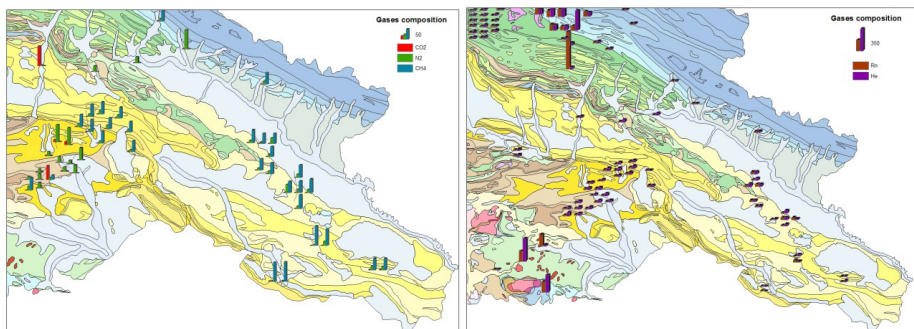 Gases composition
50
CO2
N2
CH4
Gases composition
350
Rn
He